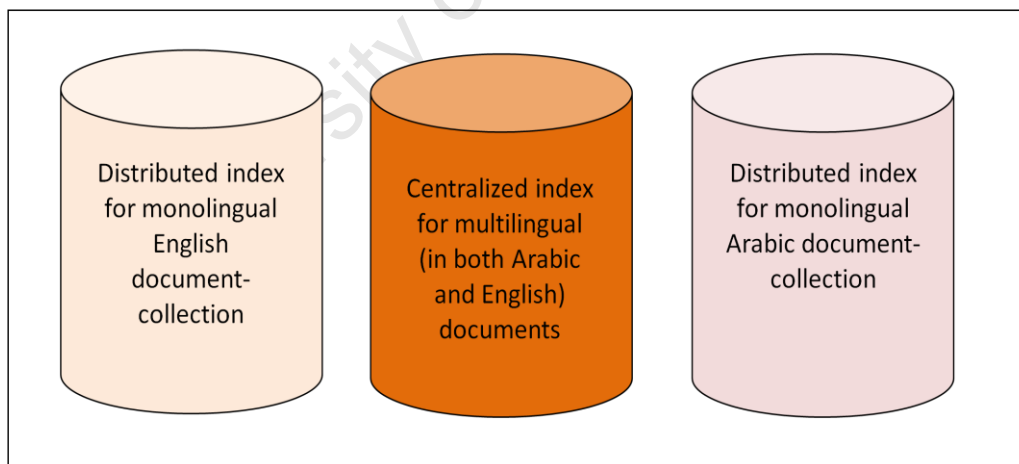 Distributed index
for monolingual
English
document-
collection
Centralized index
for multilingual
(in both Arabic
and English)
documents
Distributed index
for monolingual
Arabic document-
collection